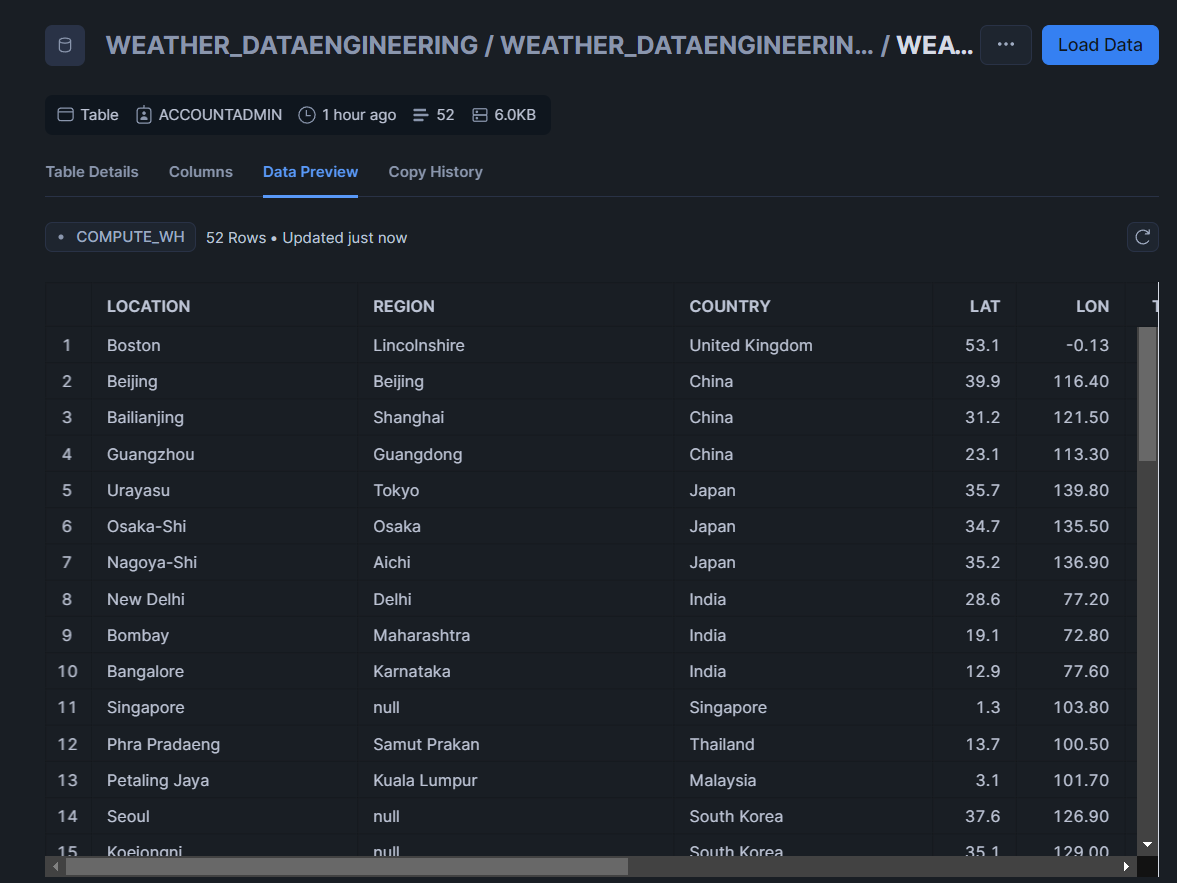 WEATHER_DATAENGINEERING / WEATHER_DATAENGINEERIN... / WEA... ... Load Data
Table ACCOUNTADMIN 1 hour ago 52 6.0KB
Table Details Columns Data Preview Copy History
• COMPUTE_WH 52 Rows • Updated just now
LOCATION REGION COUNTRY LAT LON T
1 Boston Lincolnshire United Kingdom 53.1 -0.13
2 Beijing Beijing China 39.9 116.40
3 Bailianjing Shanghai China 31.2 121.50
4 Guangzhou Guangdong China 23.1 113.30
5 Urayasu Tokyo Japan 35.7 139.80
6 Osaka-Shi Osaka Japan 34.7 135.50
7 Nagoya-Shi Aichi Japan 35.2 136.90
8 New Delhi Delhi India 28.6 77.20
9 Bombay Maharashtra India 19.1 72.80
10 Bangalore Karnataka India 12.9 77.60
11 Singapore null Singapore 1.3 103.80
12 Phra Pradaeng Samut Prakan Thailand 13.7 100.50
13 Petaling Jaya Kuala Lumpur Malaysia 3.1 101.70
14 Seoul null South Korea 37.6 126.90
15 Kojejongni null South Korea 35.1 129.00